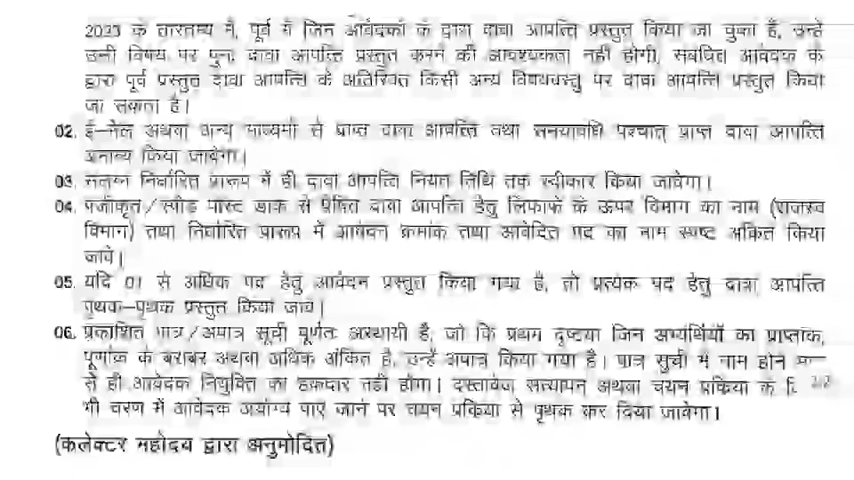 2023 के तारतम्य में, पूर्व में जिन आवेदकों के द्वारा दावा आपत्ति प्रस्तुत किया जा चुका है, उन्हें
उसी विषय पर पुनः दावा आपत्ति प्रस्तुत करने की आवश्यकता नही होगी, संबंधित आवेदक के
द्वारा पूर्व प्रस्तुत दावा आपत्ति के अतिरिक्त किसी अन्य विषयवस्तु पर दावा आपत्ति प्रस्तुत किया
जा सकता है।
02. ई–मेल अथवा अन्य माध्यमों से प्राप्त दावा आपत्ति तथा समयावधि पश्चात् प्राप्त दावा आपत्ति
अमान्य किया जावेगा।
03. संलग्न निर्धारित प्रारूप में ही दावा आपत्ति नियत तिथि तक स्वीकार किया जावेगा।
04. पंजीकृत/स्पीड पोस्ट डाक से प्रेषित दावा आपत्ति हेतु लिफाफे के ऊपर विभाग का नाम (राजस्व
विभाग) तथा निर्धारित प्रारूप में आवेदन क्रमांक तथा आवेदित पद का नाम स्पष्ट अंकित किया
जावे।
05. यदि 01 से अधिक पद हेतु आवेदन प्रस्तुत किया गया है, तो प्रत्येक पद हेतु दावा आपत्ति
पृथक–पृथक प्रस्तुत किया जावे।
06. प्रकाशित पात्र/अपात्र सूची पूर्णतः अस्थायी है, जो कि प्रथम दृष्टया जिन अभ्यर्थियों का प्राप्तांक,
पूर्णांक के बराबर अथवा अधिक अंकित है, उन्हें अपात्र किया गया है। पात्र सूची में नाम होने
से ही आवेदक नियुक्ति का हकदार नही होगा। दस्तावेज सत्यापन अथवा चयन प्रक्रिया के
भी चरण में आवेदक अयोग्य पाए जाने पर चयन प्रक्रिया से पृथक कर दिया जावेगा।
(कलेक्टर महोदय द्वारा अनुमोदित)